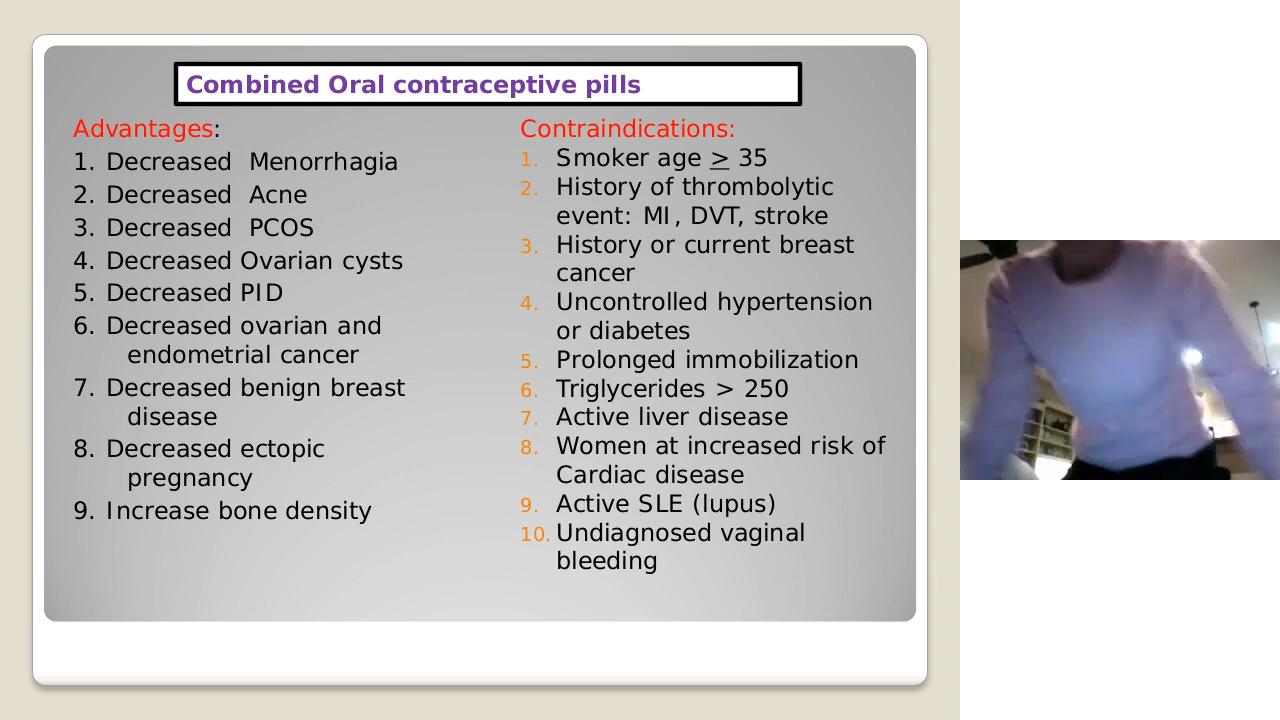 Combined Oral contraceptive pills
Advantages:
1. Decreased Menorrhagia
2. Decreased Acne
3. Decreased PCOS
4. Decreased Ovarian cysts
5. Decreased PID
6. Decreased ovarian and
endometrial cancer
7. Decreased benign breast
disease
8. Decreased ectopic
pregnancy
9. Increase bone density
Contraindications:
1. Smoker age ≥ 35
2. History of thrombolytic
event: MI, DVT, stroke
3. History or current breast
cancer
4. Uncontrolled hypertension
or diabetes
5. Prolonged immobilization
6. Triglycerides > 250
7. Active liver disease
8. Women at increased risk of
Cardiac disease
9. Active SLE (lupus)
10. Undiagnosed vaginal
bleeding